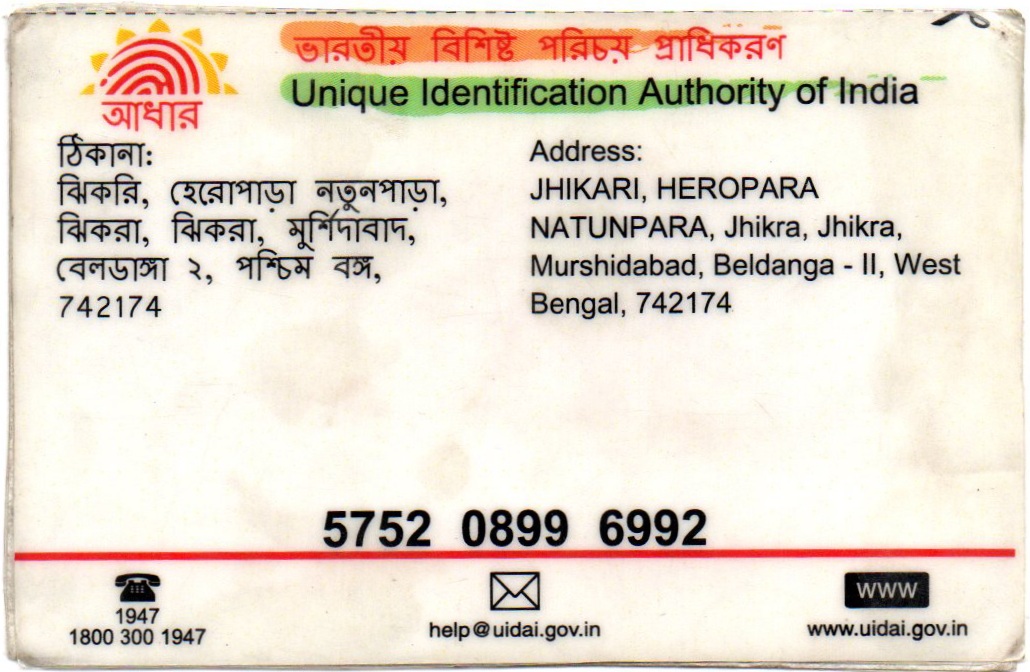 ভারতীয় বিশিষ্ট পরিচয় প্রাধিকরণ
Unique Identification Authority of India
আধার
ঠিকানা:
ঝিকরি, হেরোপাড়া নতুনপাড়া,
ঝিকরা, ঝিকরা, মুর্শিদাবাদ,
বেলডাঙ্গা ২, পশ্চিম বঙ্গ,
742174
Address:
JHIKARI, HEROPARA
NATUNPARA, Jhikra, Jhikra,
Murshidabad, Beldanga - II, West
Bengal, 742174
5752 0899 6992
1947
1800 300 1947
help@uidai.gov.in
WWW
www.uidai.gov.in